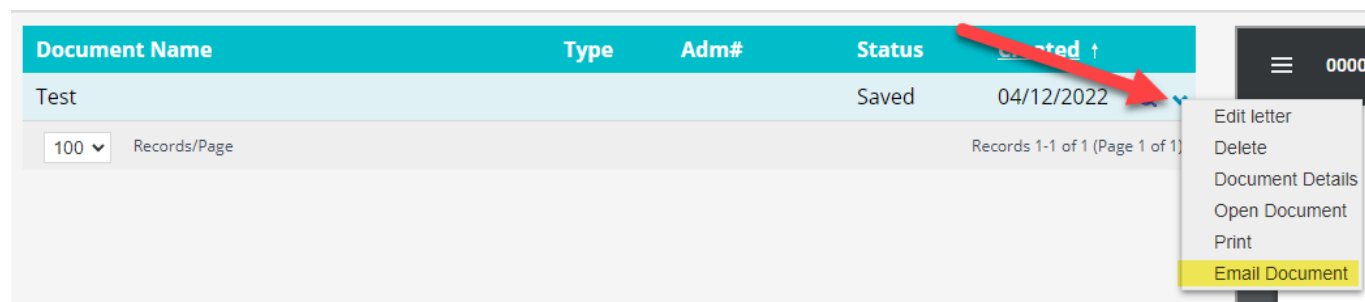 Document Name Type Adm# Status Created ↑
Test Saved 04/12/2022
100 Records/Page Records 1-1 of 1 (Page 1 of 1)
0000
Edit letter
Delete
Document Details
Open Document
Print
Email Document